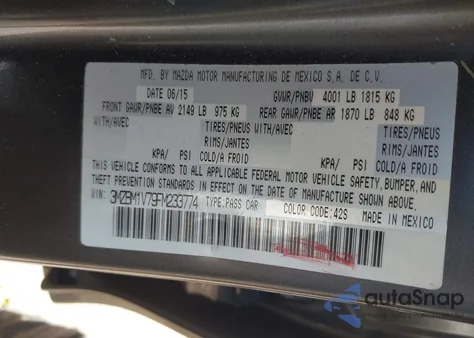 MFD. BY MAZDA MOTOR MANUFACTURING DE MEXICO S.A. DE C.V.
DATE 06/15 GVWR/PNBV 4001 LB 1815 KG
FRONT GAWR/PNBE AV 2149 LB 975 KG REAR GAWR/PNBE AR 1870 LB 848 KG
WITH/AVEC TIRES/PNEUS WITH/AVEC TIRES/PNEUS
RIMS/JANTES RIMS/JANTES
KPA/ PSI COLD/A FROID KPA/ PSI COLD/A FROID
THIS VEHICLE CONFORMS TO ALL APPLICABLE FEDERAL MOTOR VEHICLE SAFETY, BUMPER, AND
THEFT PREVENTION STANDARDS IN EFFECT ON THE DATE OF MANUFACTURE SHOWN ABOVE.
VIN: 3MZBM1V79FM233774 TYPE:PASS CAR COLOR CODE:42S MADE IN MEXICO
autoSnap